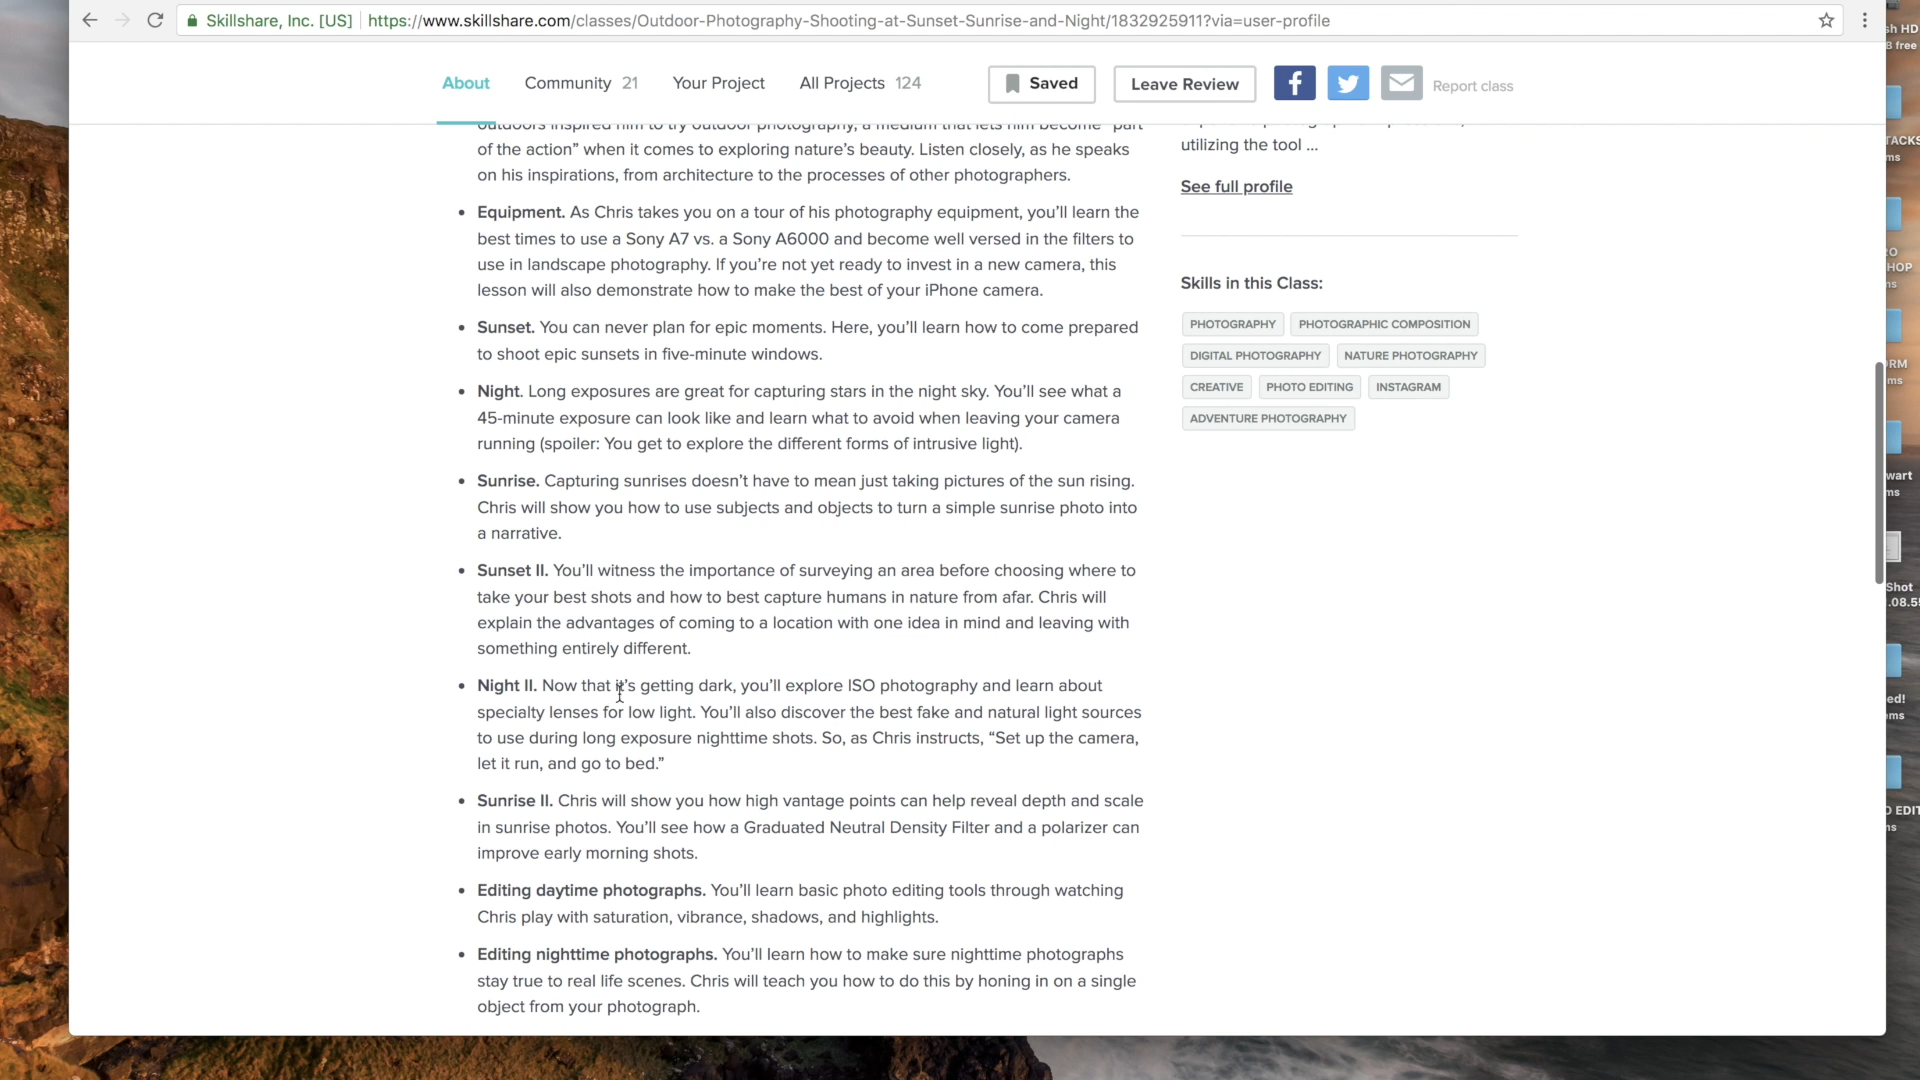 Skillshare, Inc. [US] https://www.skillshare.com/classes/Outdoor-Photography-Shooting-at-Sunset-Sunrise-and-Night/1832925911?via=user-profile
About Community 21 Your Project All Projects 124 Saved Leave Review Report class
outdoors inspired him to try outdoor photography, a medium that lets him become “part
of the action” when it comes to exploring nature’s beauty. Listen closely, as he speaks
on his inspirations, from architecture to the processes of other photographers.
• Equipment. As Chris takes you on a tour of his photography equipment, you’ll learn the
best times to use a Sony A7 vs. a Sony A6000 and become well versed in the filters to
use in landscape photography. If you’re not yet ready to invest in a new camera, this
lesson will also demonstrate how to make the best of your iPhone camera.
• Sunset. You can never plan for epic moments. Here, you’ll learn how to come prepared
to shoot epic sunsets in five-minute windows.
• Night. Long exposures are great for capturing stars in the night sky. You’ll see what a
45-minute exposure can look like and learn what to avoid when leaving your camera
running (spoiler: You get to explore the different forms of intrusive light).
• Sunrise. Capturing sunrises doesn’t have to mean just taking pictures of the sun rising.
Chris will show you how to use subjects and objects to turn a simple sunrise photo into
a narrative.
• Sunset II. You’ll witness the importance of surveying an area before choosing where to
take your best shots and how to best capture humans in nature from afar. Chris will
explain the advantages of coming to a location with one idea in mind and leaving with
something entirely different.
• Night II. Now that it’s getting dark, you’ll explore ISO photography and learn about
specialty lenses for low light. You’ll also discover the best fake and natural light sources
to use during long exposure nighttime shots. So, as Chris instructs, “Set up the camera,
let it run, and go to bed.”
• Sunrise II. Chris will show you how high vantage points can help reveal depth and scale
in sunrise photos. You’ll see how a Graduated Neutral Density Filter and a polarizer can
improve early morning shots.
• Editing daytime photographs. You’ll learn basic photo editing tools through watching
Chris play with saturation, vibrance, shadows, and highlights.
• Editing nighttime photographs. You’ll learn how to make sure nighttime photographs
stay true to real life scenes. Chris will teach you how to do this by honing in on a single
object from your photograph.
utilizing the tool ...
See full profile
Skills in this Class:
PHOTOGRAPHY PHOTOGRAPHIC COMPOSITION
DIGITAL PHOTOGRAPHY NATURE PHOTOGRAPHY
CREATIVE PHOTO EDITING INSTAGRAM
ADVENTURE PHOTOGRAPHY
sh HD
B free
TACKS
ms
HOP
ms
ORM
ms
wart
ms
Shot
.08.55
ed!
ms
O EDIT
ms